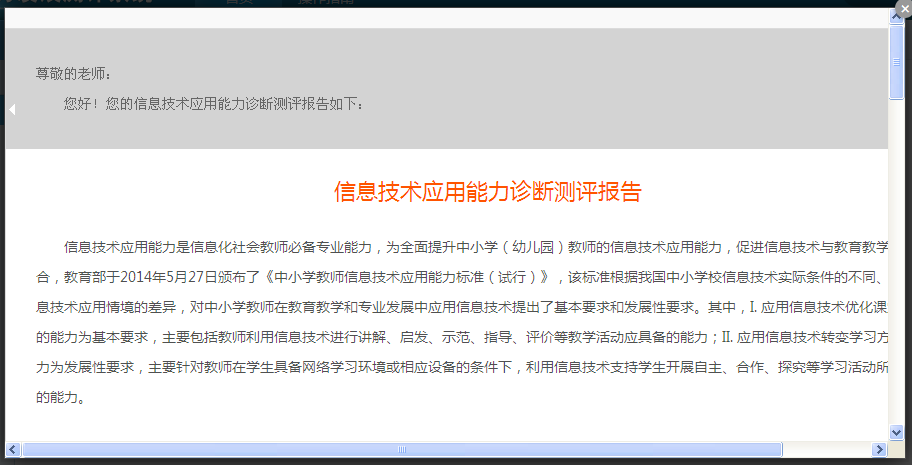 首页 操作指南
尊敬的老师：
您好！您的信息技术应用能力诊断测评报告如下：
信息技术应用能力诊断测评报告
信息技术应用能力是信息化社会教师必备专业能力，为全面提升中小学（幼儿园）教师的信息技术应用能力，促进信息技术与教育教学
合，教育部于2014年5月27日颁布了《中小学教师信息技术应用能力标准（试行）》，该标准根据我国中小学校信息技术实际条件的不同、
息技术应用情境的差异，对中小学教师在教育教学和专业发展中应用信息技术提出了基本要求和发展性要求。其中，I. 应用信息技术优化课
的能力为基本要求，主要包括教师利用信息技术进行讲解、启发、示范、指导、评价等教学活动应具备的能力；II. 应用信息技术转变学习方
力为发展性要求，主要针对教师在学生具备网络学习环境或相应设备的条件下，利用信息技术支持学生开展自主、合作、探究等学习活动所
的能力。